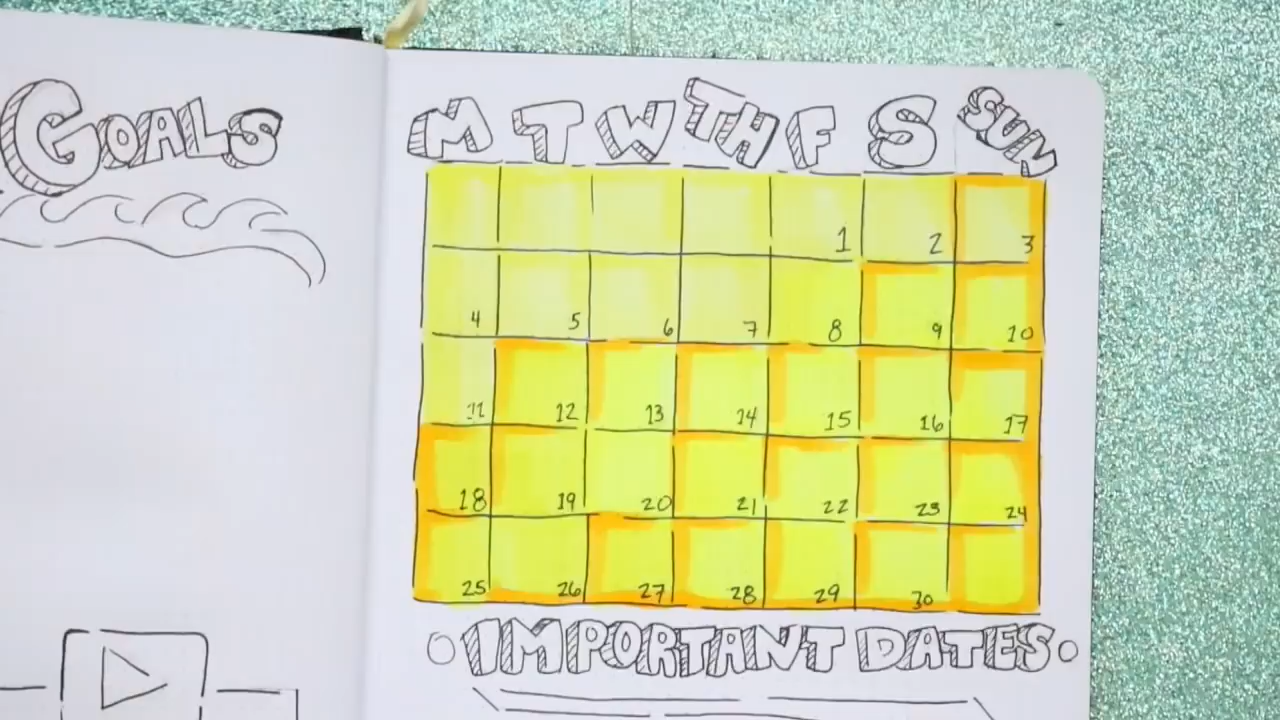 GOALS
M T W TH F S SUN
1 2 3
4 5 6 7 8 9 10
11 12 13 14 15 16 17
18 19 20 21 22 23 24
25 26 27 28 29 30
IMPORTANT DATES